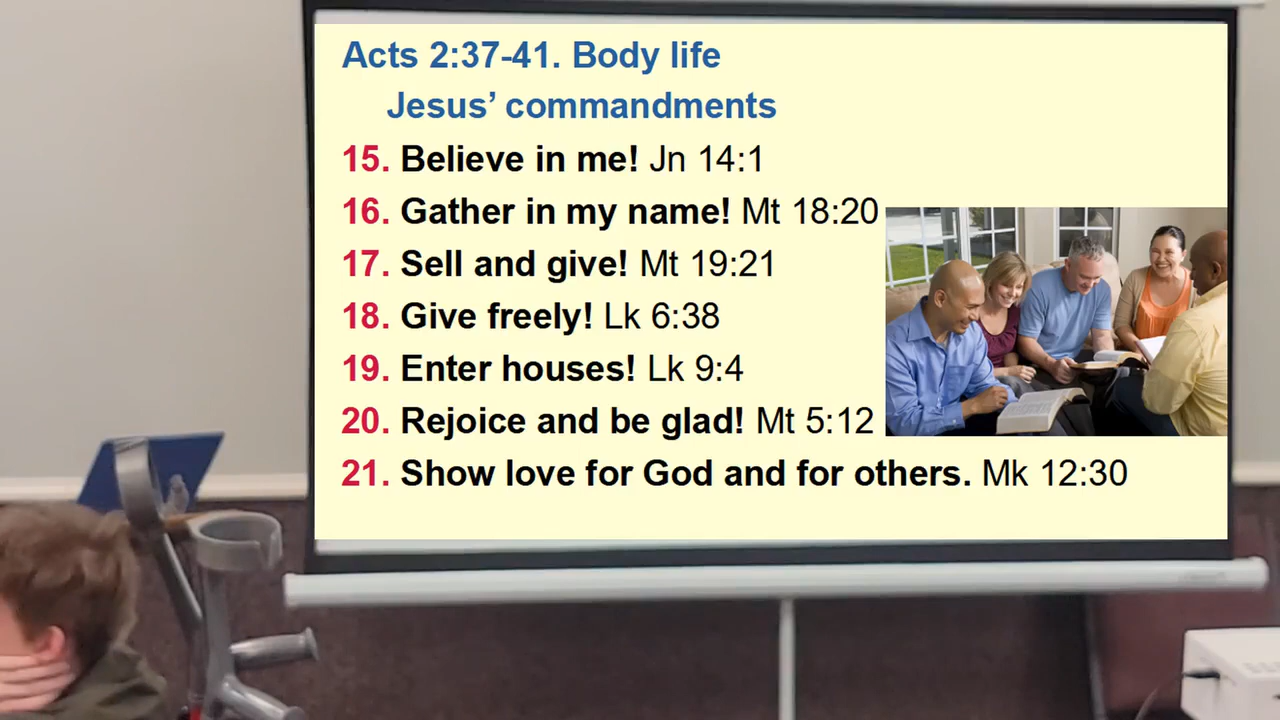 Acts 2:37-41. Body life
Jesus’ commandments
15. Believe in me! Jn 14:1
16. Gather in my name! Mt 18:20
17. Sell and give! Mt 19:21
18. Give freely! Lk 6:38
19. Enter houses! Lk 9:4
20. Rejoice and be glad! Mt 5:12
21. Show love for God and for others. Mk 12:30